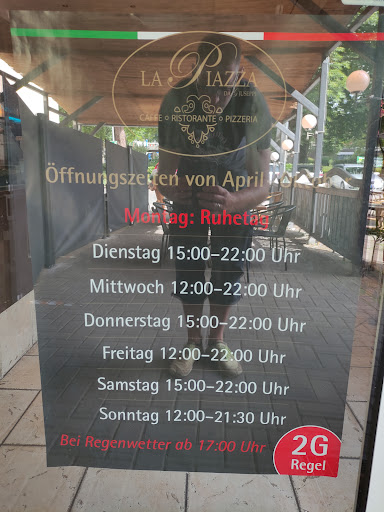 LA PIAZZA
CAFFE RISTORANTE PIZZERIA
Öffnungszeiten von April
Montag: Ruhetag
Dienstag 15:00–22:00 Uhr
Mittwoch 12:00–22:00 Uhr
Donnerstag 15:00–22:00 Uhr
Freitag 12:00–22:00 Uhr
Samstag 15:00–22:00 Uhr
Sonntag 12:00–21:30 Uhr
Bei Regenwetter ab 17:00 Uhr
2G
Regel